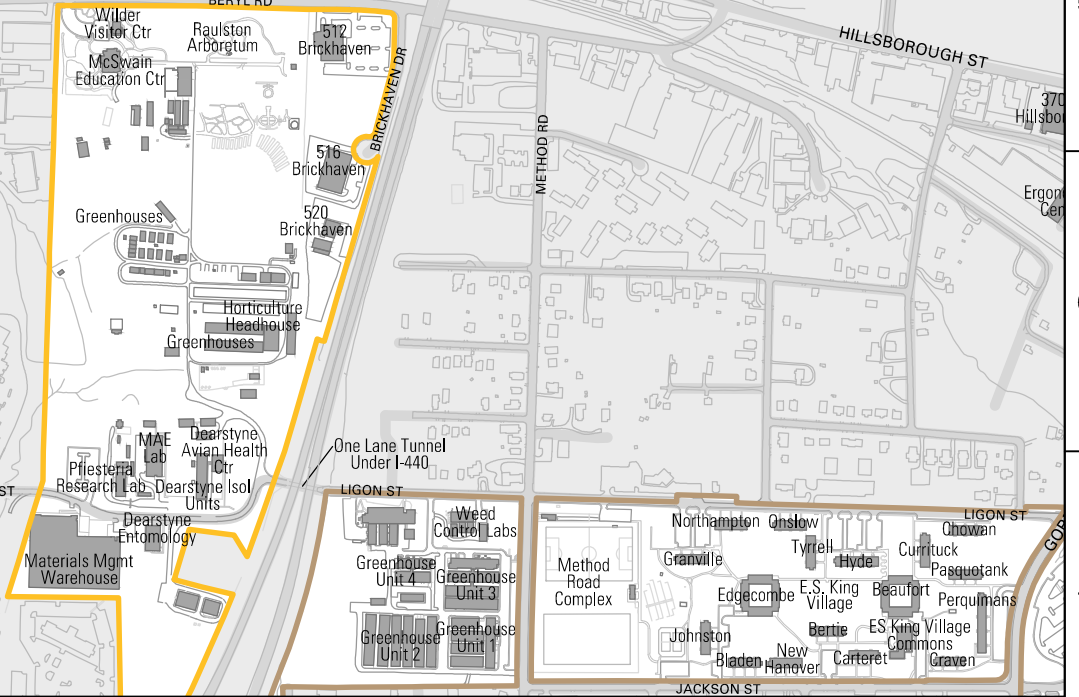 BERYL RD
Wilder
Visitor Ctr
Raulston
Arboretum
512
Brickhaven
McSwain
Education Ctr
BRICKHAVEN DR
HILLSBOROUGH ST
370
Hillsbor
METHOD RD
516
Brickhaven
Ergon
Cen
Greenhouses
520
Brickhaven
Horticulture
Headhouse
Greenhouses
MAE
Lab
Dearstyne
Avian Health
Ctr
One Lane Tunnel
Under I-440
Pfiesteria
Research Lab
Dearstyne Isol
Units
ST
LIGON ST
Dearstyne
Entomology
Materials Mgmt
Warehouse
Weed
Control Labs
Greenhouse
Unit 4
Greenhouse
Unit 3
Greenhouse
Unit 2
Greenhouse
Unit 1
Method
Road
Complex
Northampton
Onslow
LIGON ST
Chowan
Granville
Tyrrell
Hyde
Currituck
Pasquotank
GOR
Edgecombe
E.S. King
Village
Beaufort
Perquimans
Johnston
Bertie
ES King Village
Commons
Bladen
New
Hanover
Carteret
Craven
JACKSON ST